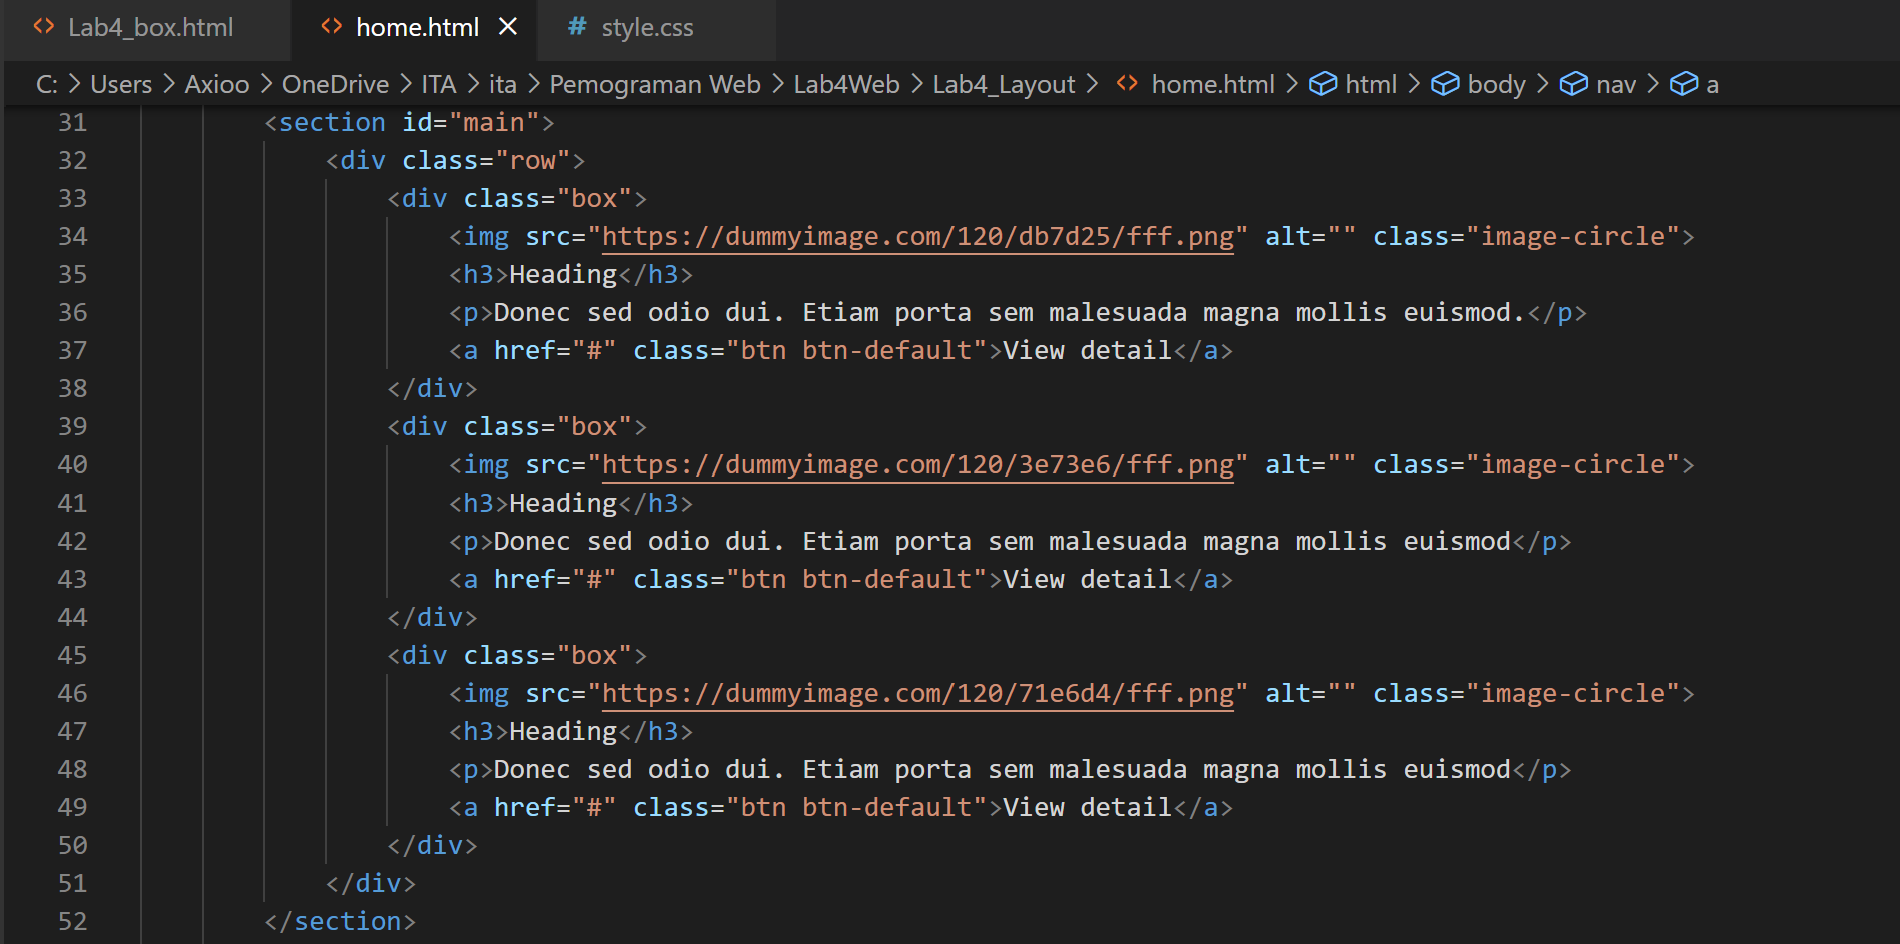 Lab4_box.html home.html style.css
C: > Users > Axioo > OneDrive > ITA > ita > Pemograman Web > Lab4Web > Lab4_Layout > home.html > html > body > nav > a
31 <section id="main">
32 <div class="row">
33 <div class="box">
34 <img src="https://dummyimage.com/120/db7d25/fff.png" alt="" class="image-circle">
35 <h3>Heading</h3>
36 <p>Donec sed odio dui. Etiam porta sem malesuada magna mollis euismod.</p>
37 <a href="#" class="btn btn-default">View detail</a>
38 </div>
39 <div class="box">
40 <img src="https://dummyimage.com/120/3e73e6/fff.png" alt="" class="image-circle">
41 <h3>Heading</h3>
42 <p>Donec sed odio dui. Etiam porta sem malesuada magna mollis euismod</p>
43 <a href="#" class="btn btn-default">View detail</a>
44 </div>
45 <div class="box">
46 <img src="https://dummyimage.com/120/71e6d4/fff.png" alt="" class="image-circle">
47 <h3>Heading</h3>
48 <p>Donec sed odio dui. Etiam porta sem malesuada magna mollis euismod</p>
49 <a href="#" class="btn btn-default">View detail</a>
50 </div>
51 </div>
52 </section>